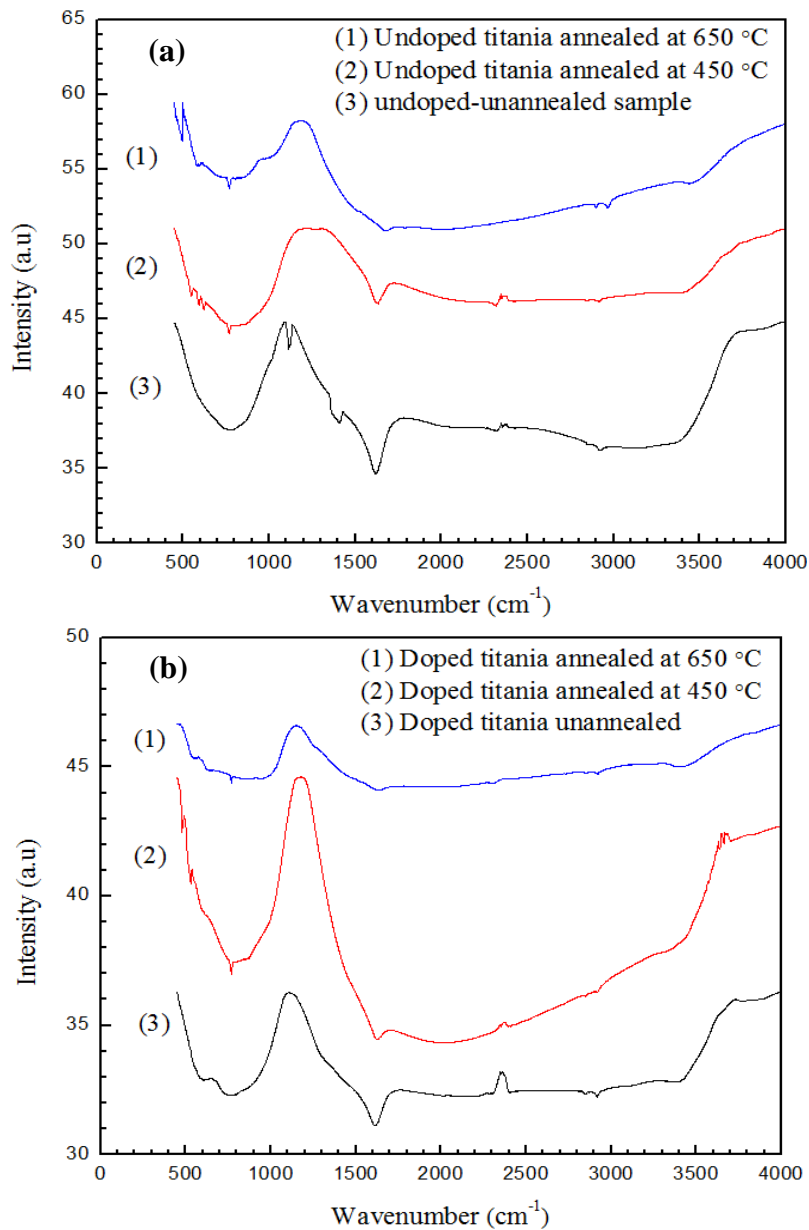 (a)
(1) Undoped titania annealed at 650 °C
(2) Undoped titania annealed at 450 °C
(3) undoped-unannealed sample
(1)
(2)
(3)
65
60
55
50
45
40
35
30
Intensity (a.u)
0 500 1000 1500 2000 2500 3000 3500 4000
Wavenumber (cm⁻¹)
(b)
(1) Doped titania annealed at 650 °C
(2) Doped titania annealed at 450 °C
(3) Doped titania unannealed
(1)
(2)
(3)
50
45
40
35
30
Intensity (a.u)
0 500 1000 1500 2000 2500 3000 3500 4000
Wavenumber (cm⁻¹)